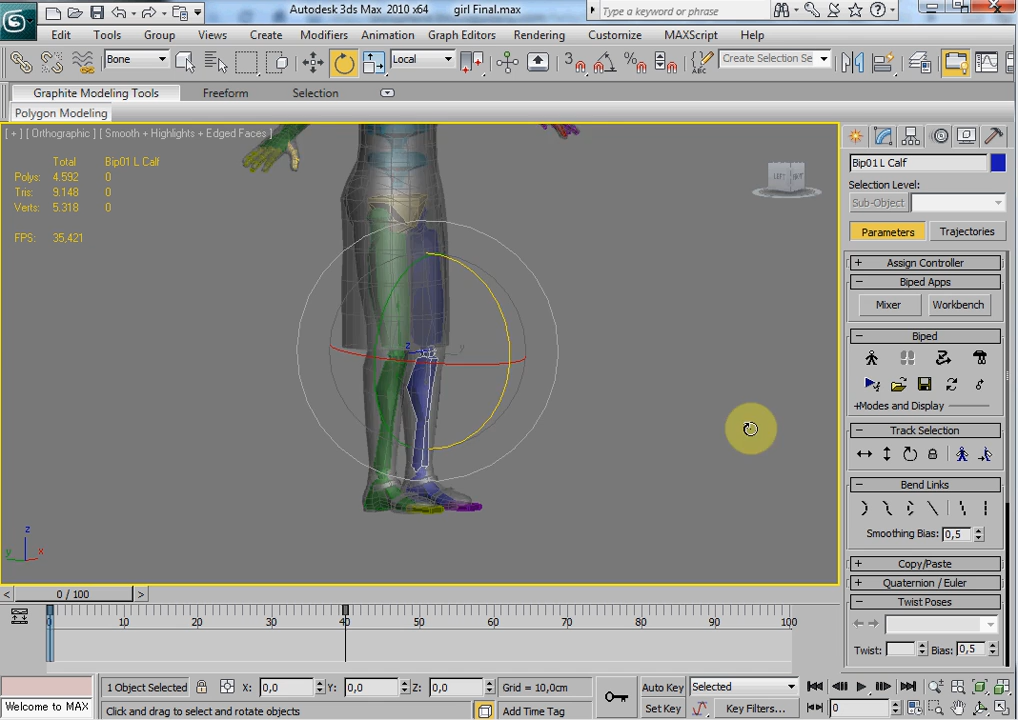 Autodesk 3ds Max 2010 x64 girl Final.max
Type a keyword or phrase
Edit Tools Group Views Create Modifiers Animation Graph Editors Rendering Customize MAXScript Help
Bone
Local
3
ABC
Create Selection Se
Graphite Modeling Tools Freeform Selection
Polygon Modeling
[ + ] [ Orthographic ] [ Smooth + Highlights + Edged Faces ]
Total Bip01 L Calf
Polys: 4.592 0
Tris: 9.148 0
Verts: 5.318 0
FPS: 35,421
LEFT
z
y
z
y x
Bip01 L Calf
Selection Level:
Sub-Object
Parameters Trajectories
+ Assign Controller
− Biped Apps
Mixer Workbench
− Biped
+Modes and Display
− Track Selection
− Bend Links
Smoothing Bias: 0,5
+ Copy/Paste
+ Quaternion / Euler
− Twist Poses
Twist: Bias: 0,5
< 0 / 100 >
0 10 20 30 40 50 60 70 80 90 100
1 Object Selected X: 0,0 Y: 0,0 Z: 0,0 Grid = 10,0cm
Auto Key Selected
Welcome to MAX
Click and drag to select and rotate objects
Add Time Tag
Set Key Key Filters...
0